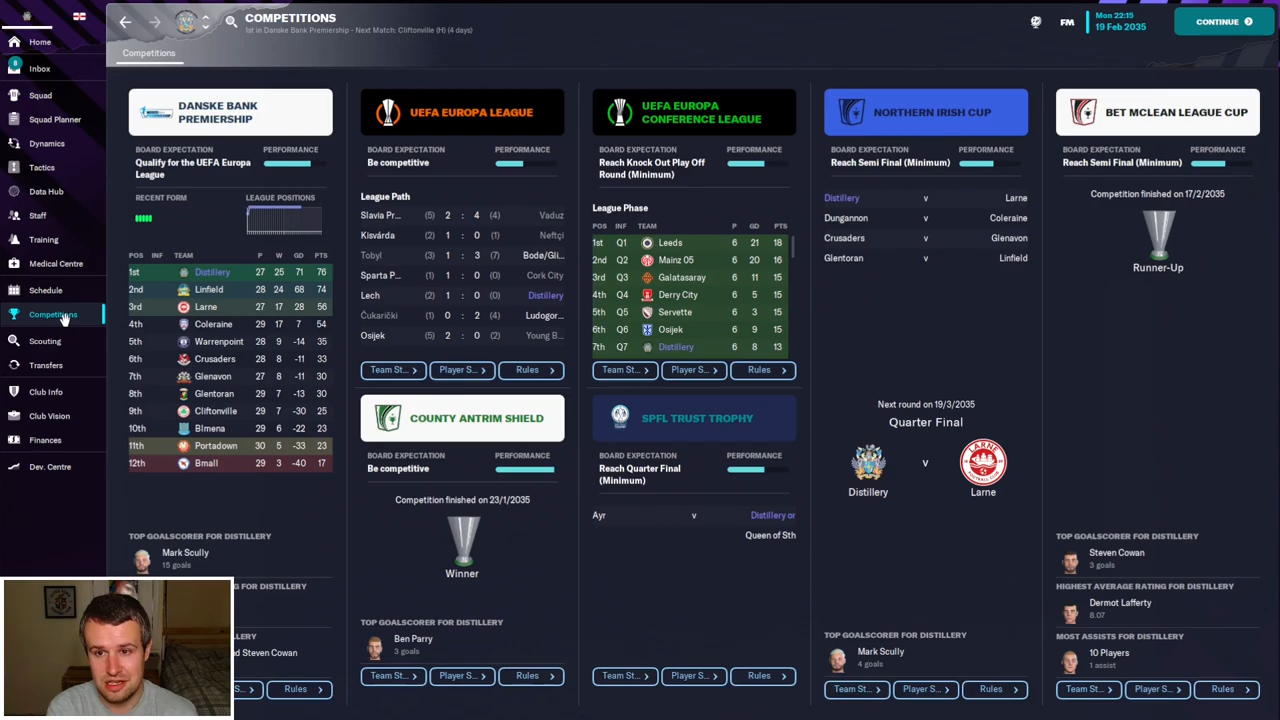 COMPETITIONS
1st in Danske Bank Premiership - Next Match: Cliftonville (H) (4 days)
FM
Mon 22:15
19 Feb 2035
CONTINUE
Competitions
Home
8
Inbox
Squad
Squad Planner
Dynamics
Tactics
Data Hub
Staff
Training
Medical Centre
Schedule
Competitions
Scouting
Transfers
Club Info
Club Vision
Finances
Dev. Centre
DANSKE BANK
PREMIERSHIP
BOARD EXPECTATION PERFORMANCE
Qualify for the UEFA Europa
League
RECENT FORM LEAGUE POSITIONS
POS INF TEAM P W GD PTS
1st Distillery 27 25 71 76
2nd Linfield 28 24 68 74
3rd Larne 27 17 28 56
4th Coleraine 29 17 7 54
5th Warrenpoint 28 9 -14 35
6th Crusaders 28 8 -11 33
7th Glenavon 27 8 -11 30
8th Glentoran 29 7 -13 30
9th Cliftonville 29 7 -30 25
10th Blmena 29 6 -22 23
11th Portadown 30 5 -33 23
12th Bmall 29 3 -40 17
TOP GOALSCORER FOR DISTILLERY
Mark Scully
15 goals
NG FOR DISTILLERY
LLERY
nd Steven Cowan
S...
Rules
UEFA EUROPA LEAGUE
BOARD EXPECTATION PERFORMANCE
Be competitive
League Path
Slavia Pr... (5) 2 : 4 (4) Vaduz
Kisvárda (2) 1 : 0 (1) Neftçi
Tobyl (3) 1 : 3 (7) Bodø/Gli...
Sparta P... (1) 1 : 0 (0) Cork City
Lech (2) 1 : 0 (0) Distillery
Čukarički (1) 0 : 2 (4) Ludogor...
Osijek (5) 2 : 0 (2) Young B...
Team St... Player S... Rules
COUNTY ANTRIM SHIELD
BOARD EXPECTATION PERFORMANCE
Be competitive
Competition finished on 23/1/2035
Winner
TOP GOALSCORER FOR DISTILLERY
Ben Parry
3 goals
Team St... Player S... Rules
UEFA EUROPA
CONFERENCE LEAGUE
BOARD EXPECTATION PERFORMANCE
Reach Knock Out Play Off
Round (Minimum)
League Phase
POS INF TEAM P GD PTS
1st Q1 Leeds 6 21 18
2nd Q2 Mainz 05 6 20 16
3rd Q3 Galatasaray 6 11 15
4th Q4 Derry City 6 5 15
5th Q5 Servette 6 3 15
6th Q6 Osijek 6 9 15
7th Q7 Distillery 6 8 13
Team St... Player S... Rules
SPFL TRUST TROPHY
BOARD EXPECTATION PERFORMANCE
Reach Quarter Final
(Minimum)
Ayr v Distillery or
Queen of Sth
Team St... Player S... Rules
NORTHERN IRISH CUP
BOARD EXPECTATION PERFORMANCE
Reach Semi Final (Minimum)
Distillery v Larne
Dungannon v Coleraine
Crusaders v Glenavon
Glentoran v Linfield
Next round on 19/3/2035
Quarter Final
v
Distillery Larne
TOP GOALSCORER FOR DISTILLERY
Mark Scully
4 goals
Team St... Player S... Rules
BET MCLEAN LEAGUE CUP
BOARD EXPECTATION PERFORMANCE
Reach Semi Final (Minimum)
Competition finished on 17/2/2035
Runner-Up
TOP GOALSCORER FOR DISTILLERY
Steven Cowan
3 goals
HIGHEST AVERAGE RATING FOR DISTILLERY
Dermot Lafferty
8.07
MOST ASSISTS FOR DISTILLERY
10 Players
1 assist
Team St... Player S... Rules